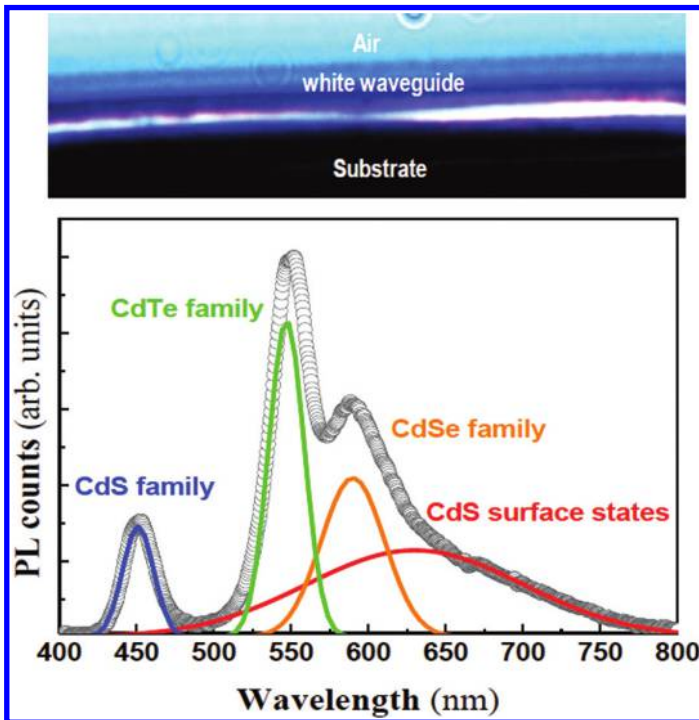 Air
white waveguide
Substrate
PL counts (arb. units)
CdTe family
CdSe family
CdS family
CdS surface states
400 450 500 550 600 650 700 750 800
Wavelength (nm)